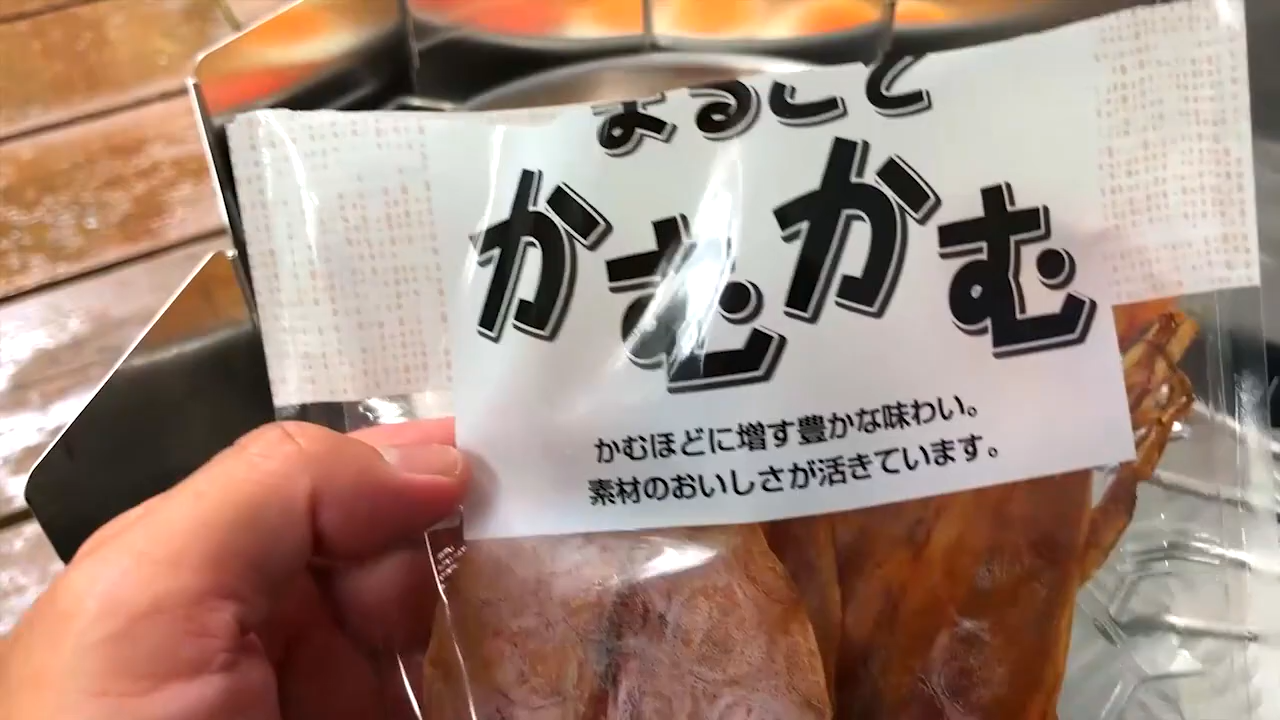 まるごと
かむかむ
かむほどに増す豊かな味わい。
素材のおいしさが活きています。